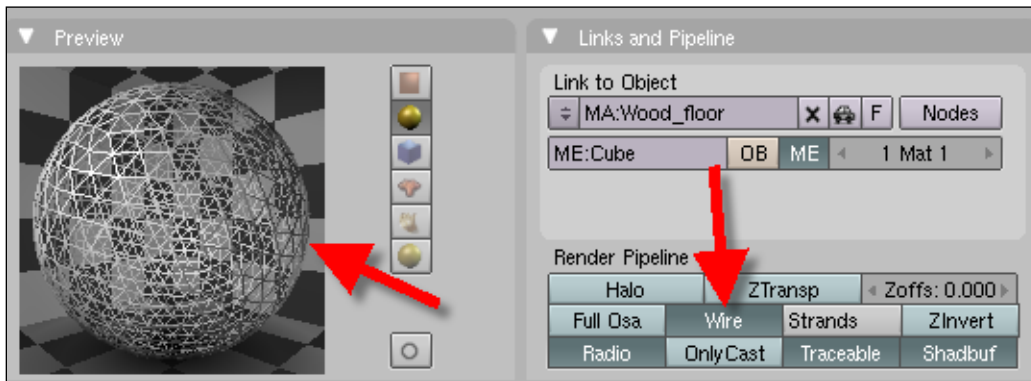 Preview
Links and Pipeline
Link to Object
MA:Wood_floor F Nodes
ME:Cube OB ME 1 Mat 1
Render Pipeline
Halo ZTransp Zoffs: 0.000
Full Osa Wire Strands ZInvert
Radio OnlyCast Traceable Shadbuf